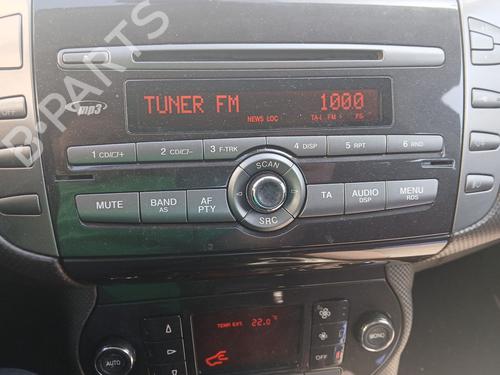 B-PARTS
TUNER FM 1000
NEWS LOC TA-I FM
mp3
1 CD/+ 2 CD/- 3 F-TRK 4 DISP 5 RPT 6 RND
SCAN
MUTE BAND AS AF PTY TA AUDIO DSP MENU RDS
SRC
TEMP EXT. 22.0°C
AUTO OFF MONO
OFF